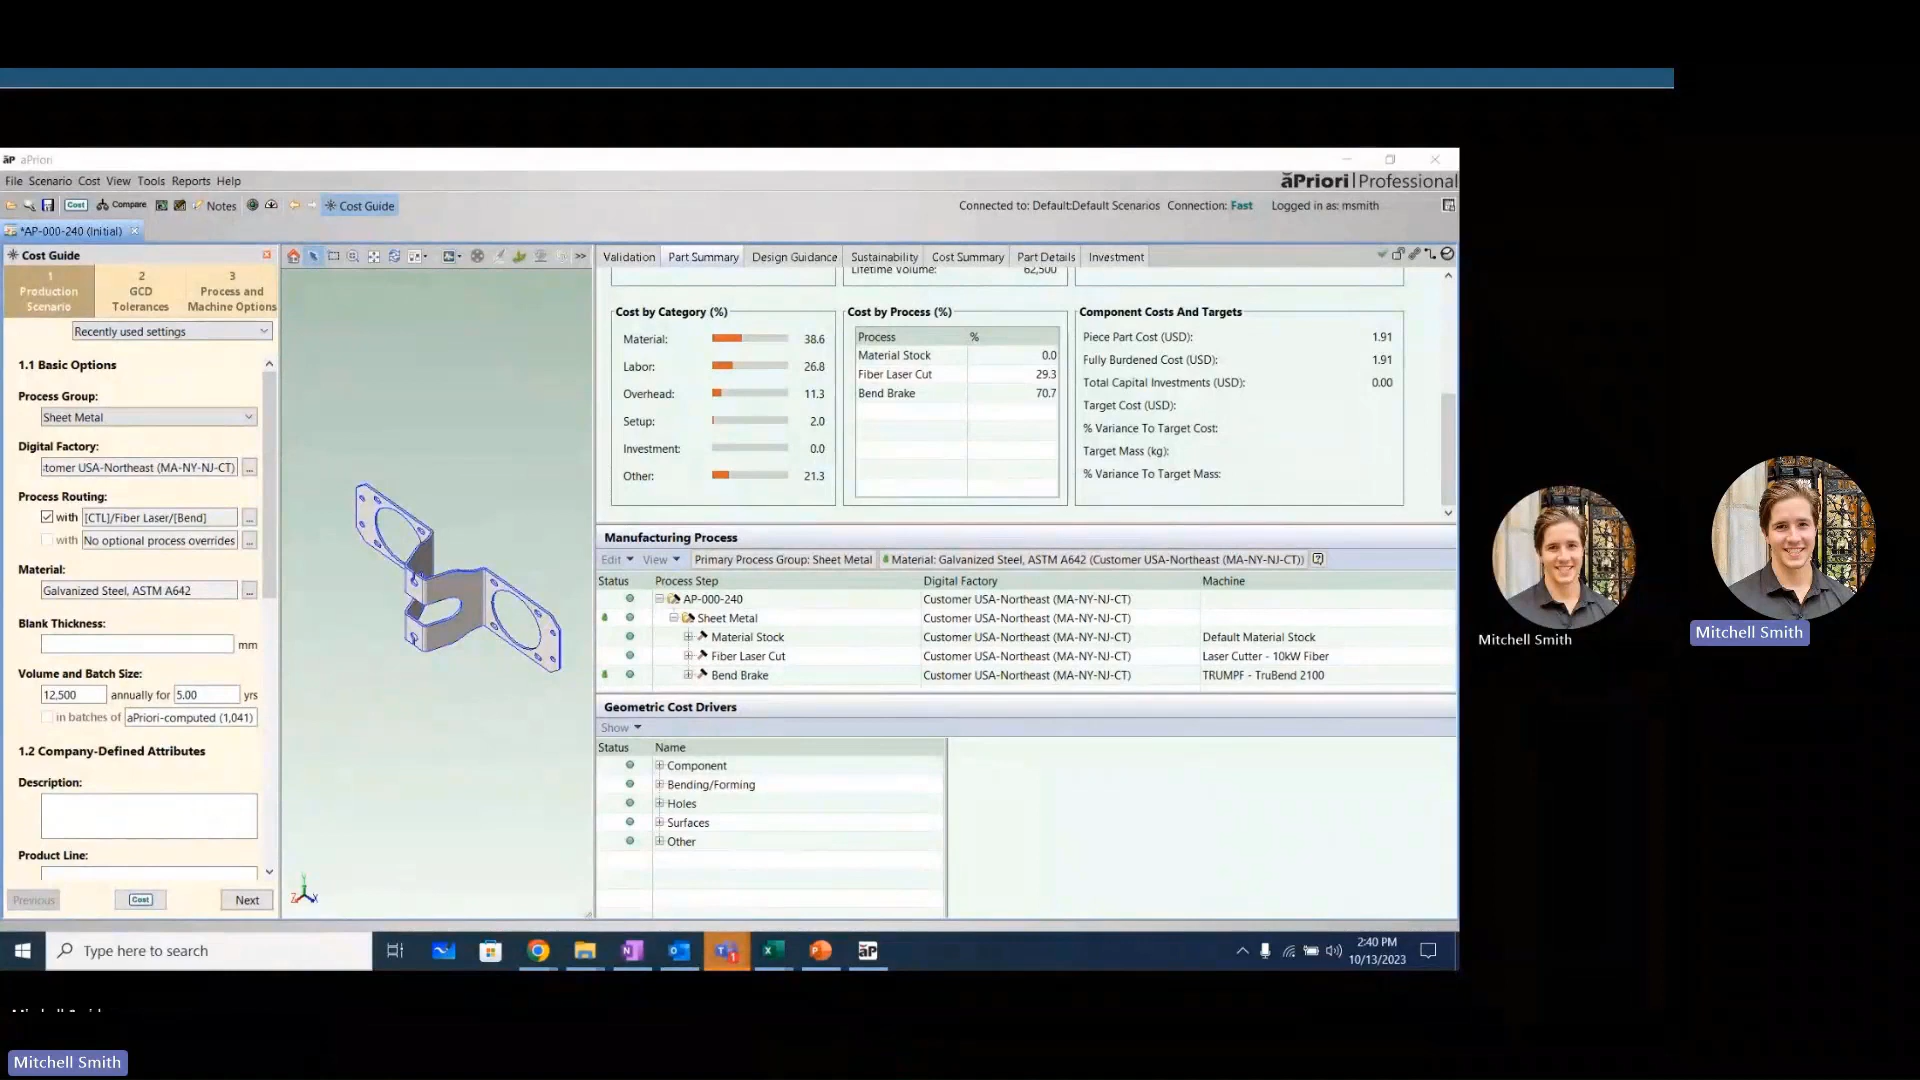 aP aPriori
File Scenario Cost View Tools Reports Help
aPriori | Professional
Cost Compare Notes Cost Guide
Connected to: Default:Default Scenarios Connection: Fast Logged in as: msmith
*AP-000-240 (Initial)
Cost Guide
1 Production Scenario
2 GCD Tolerances
3 Process and Machine Options
Recently used settings
1.1 Basic Options
Process Group:
Sheet Metal
Digital Factory:
tomer USA-Northeast (MA-NY-NJ-CT) ...
Process Routing:
with [CTL]/Fiber Laser/[Bend] ...
with No optional process overrides ...
Material:
Galvanized Steel, ASTM A642 ...
Blank Thickness:
mm
Volume and Batch Size:
12,500 annually for 5.00 yrs
in batches of aPriori-computed (1,041)
1.2 Company-Defined Attributes
Description:
Product Line:
Previous Cost Next
>>
Y
Z X
Validation Part Summary Design Guidance Sustainability Cost Summary Part Details Investment
Lifetime Volume: 62,500
Cost by Category (%)
Material: 38.6
Labor: 26.8
Overhead: 11.3
Setup: 2.0
Investment: 0.0
Other: 21.3
Cost by Process (%)
Process %
Material Stock 0.0
Fiber Laser Cut 29.3
Bend Brake 70.7
Component Costs And Targets
Piece Part Cost (USD): 1.91
Fully Burdened Cost (USD): 1.91
Total Capital Investments (USD): 0.00
Target Cost (USD):
% Variance To Target Cost:
Target Mass (kg):
% Variance To Target Mass:
Manufacturing Process
Edit View Primary Process Group: Sheet Metal Material: Galvanized Steel, ASTM A642 (Customer USA-Northeast (MA-NY-NJ-CT))
Status Process Step Digital Factory Machine
AP-000-240 Customer USA-Northeast (MA-NY-NJ-CT)
Sheet Metal Customer USA-Northeast (MA-NY-NJ-CT)
Material Stock Customer USA-Northeast (MA-NY-NJ-CT) Default Material Stock
Fiber Laser Cut Customer USA-Northeast (MA-NY-NJ-CT) Laser Cutter - 10kW Fiber
Bend Brake Customer USA-Northeast (MA-NY-NJ-CT) TRUMPF - TruBend 2100
Geometric Cost Drivers
Show
Status Name
Component
Bending/Forming
Holes
Surfaces
Other
Type here to search
2:40 PM
10/13/2023
Mitchell Smith
Mitchell Smith
Mitchell Smith